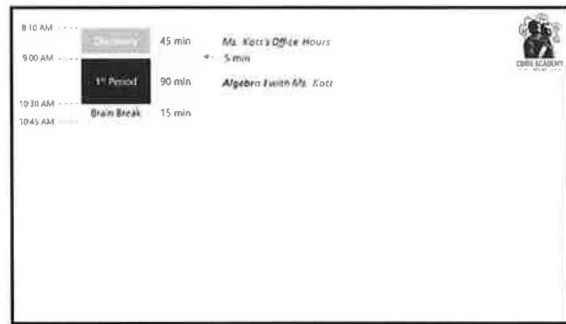 8:10 AM
Discovery 45 min Ms. Kott's Office Hours
9:00 AM 5 min
1st Period 90 min Algebra I with Ms. Kott
10:30 AM
Brain Break 15 min
10:45 AM
ACADEMY